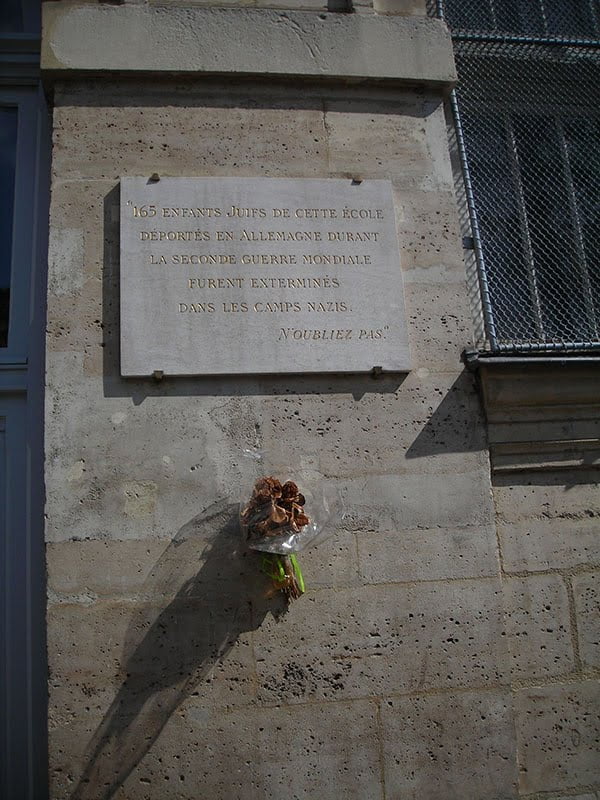 "165 ENFANTS JUIFS DE CETTE ÉCOLE
DÉPORTÉS EN ALLEMAGNE DURANT
LA SECONDE GUERRE MONDIALE
FURENT EXTERMINÉS
DANS LES CAMPS NAZIS.
N'OUBLIEZ PAS."